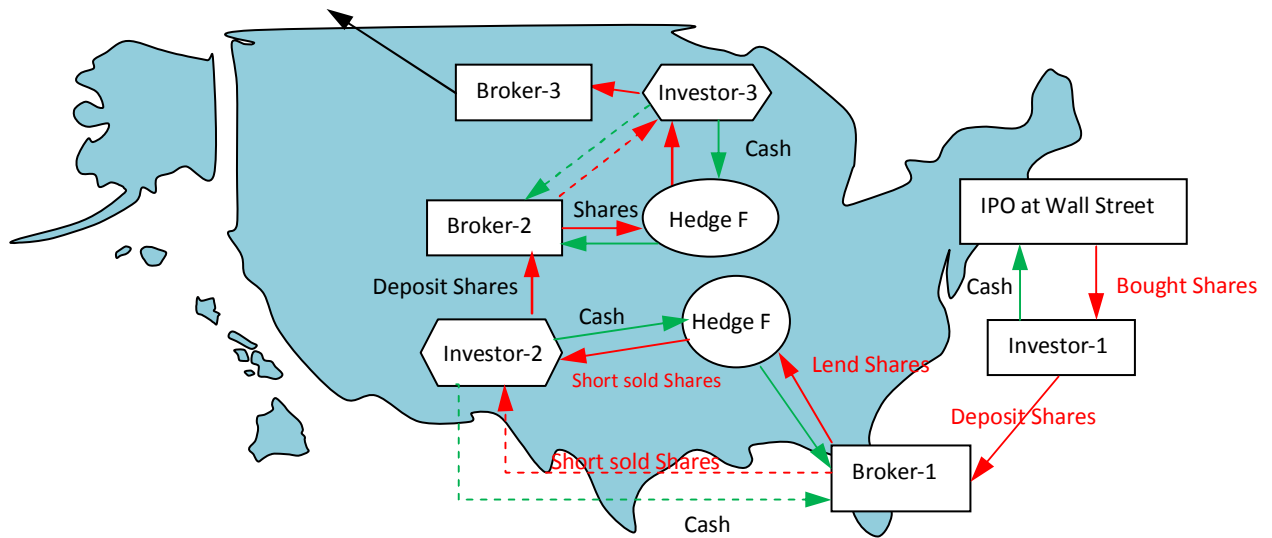 Broker-3
Investor-3
Cash
IPO at Wall Street
Shares
Broker-2
Hedge F
Deposit Shares
Cash
Bought Shares
Cash
Hedge F
Investor-2
Investor-1
Lend Shares
Short sold Shares
Deposit Shares
Short sold Shares
Broker-1
Cash